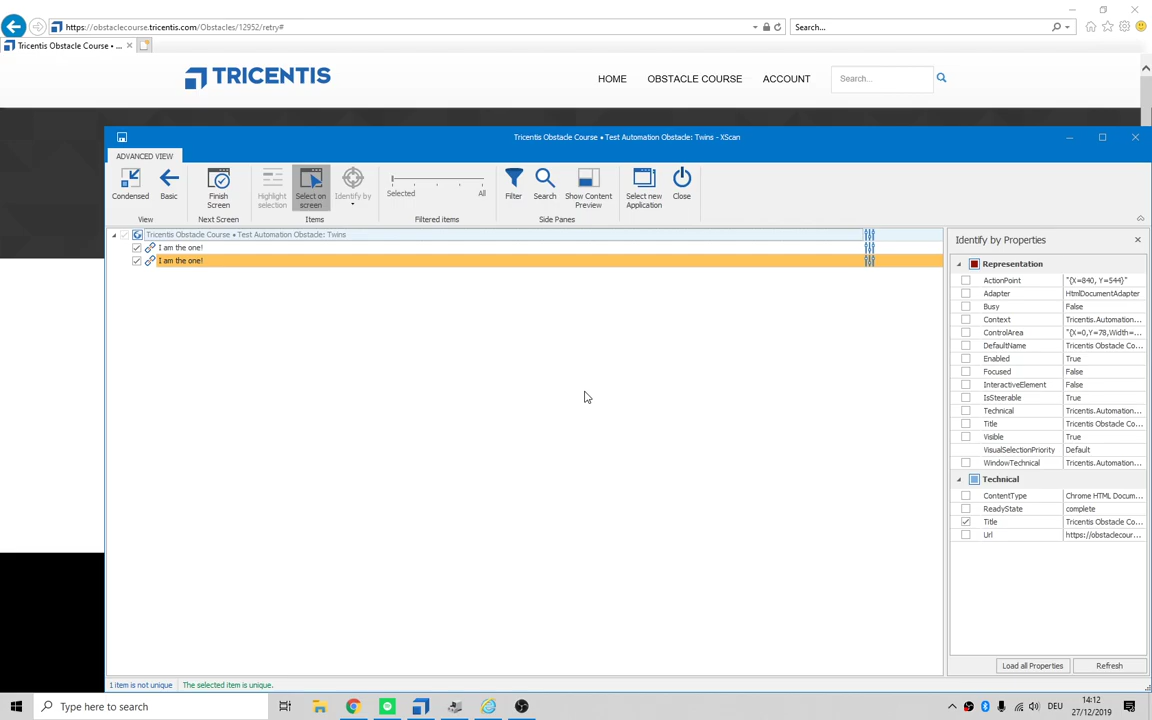 https://obstaclecourse.tricentis.com/Obstacles/12952/retry#
Search...
Tricentis Obstacle Course • ...
TRICENTIS
HOME OBSTACLE COURSE ACCOUNT
Search...
Tricentis Obstacle Course • Test Automation Obstacle: Twins - XScan
ADVANCED VIEW
Condensed
Basic
View
Finish Screen
Next Screen
Highlight selection
Select on screen
Identify by
Items
Selected All
Filtered items
Filter
Search
Show Content Preview
Side Panes
Select new Application
Close
Tricentis Obstacle Course • Test Automation Obstacle: Twins
I am the one!
I am the one!
Identify by Properties
Representation
ActionPoint "{X=840, Y=544}"
Adapter HtmlDocumentAdapter
Busy False
Context Tricentis.Automation...
ControlArea "{X=0,Y=78,Width=...
DefaultName Tricentis Obstacle Co...
Enabled True
Focused False
InteractiveElement False
IsSteerable True
Technical Tricentis.Automation...
Title Tricentis Obstacle Co...
Visible True
VisualSelectionPriority Default
WindowTechnical Tricentis.Automation...
Technical
ContentType Chrome HTML Docum...
ReadyState complete
Title Tricentis Obstacle Co...
Url https://obstaclecour...
Load all Properties Refresh
1 item is not unique The selected item is unique.
Type here to search
DEU
14:12
27/12/2019